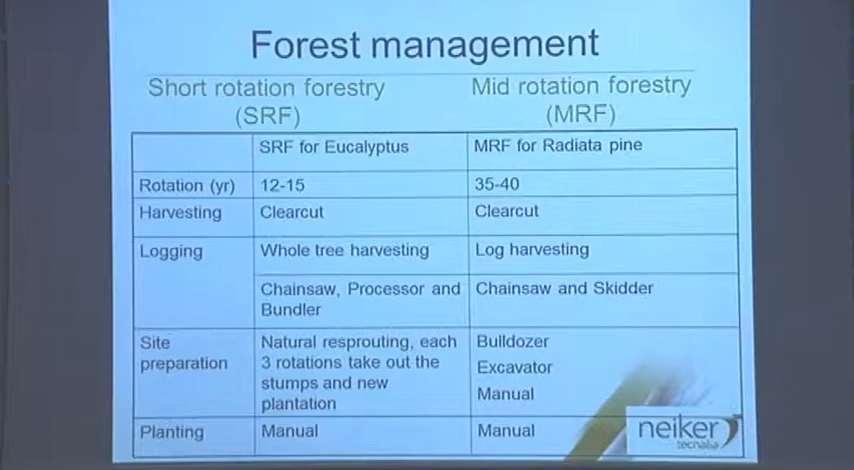 Forest management
Short rotation forestry
(SRF)
Mid rotation forestry
(MRF)
SRF for Eucalyptus
MRF for Radiata pine
Rotation (yr)
12-15
35-40
Harvesting
Clearcut
Clearcut
Logging
Whole tree harvesting
Log harvesting
Chainsaw, Processor and
Bundler
Chainsaw and Skidder
Site
preparation
Natural resprouting, each
3 rotations take out the
stumps and new
plantation
Bulldozer
Excavator
Manual
Planting
Manual
Manual
neiker
tecnalia